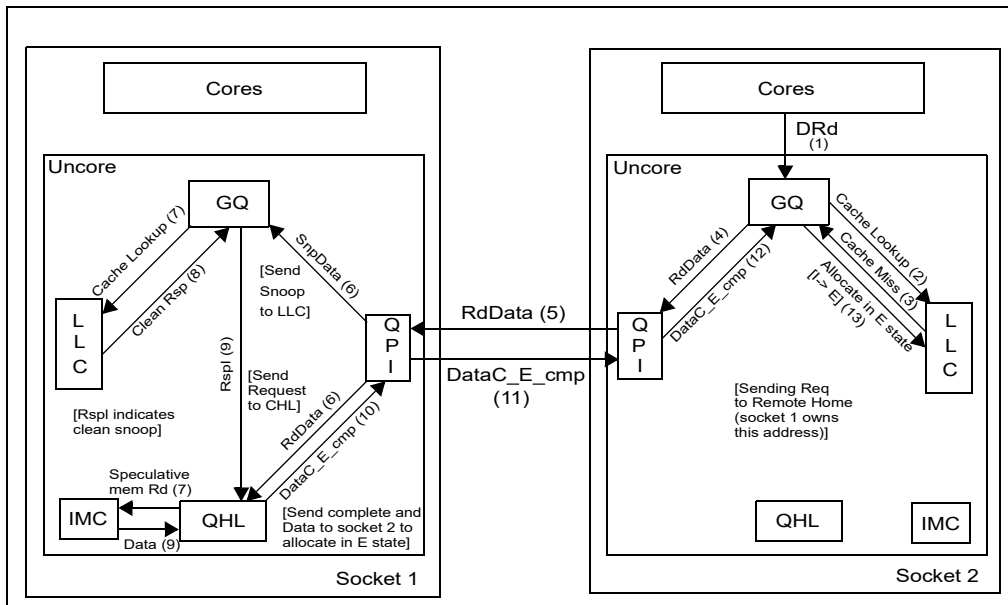 Cores
Uncore
GQ
Cache Lookup (7)
Clean Rsp (8)
SnpData (6)
[Send
Snoop
to LLC]
L
L
C
Q
P
I
RspI (9)
[Send
Request
to CHL]
[RspI indicates
clean snoop]
RdData (6)
DataC_E_cmp (10)
Speculative
mem Rd (7)
IMC
QHL
Data (9)
[Send complete and
Data to socket 2 to
allocate in E state]
Socket 1
RdData (5)
DataC_E_cmp
(11)
Cores
DRd
(1)
Uncore
GQ
RdData (4)
DataC_E_cmp (12)
Cache Lookup (2)
Cache Miss (3)
Allocate in E state
[I-> E] (13)
Q
P
I
L
L
C
[Sending Req
to Remote Home
(socket 1 owns
this address)]
QHL
IMC
Socket 2